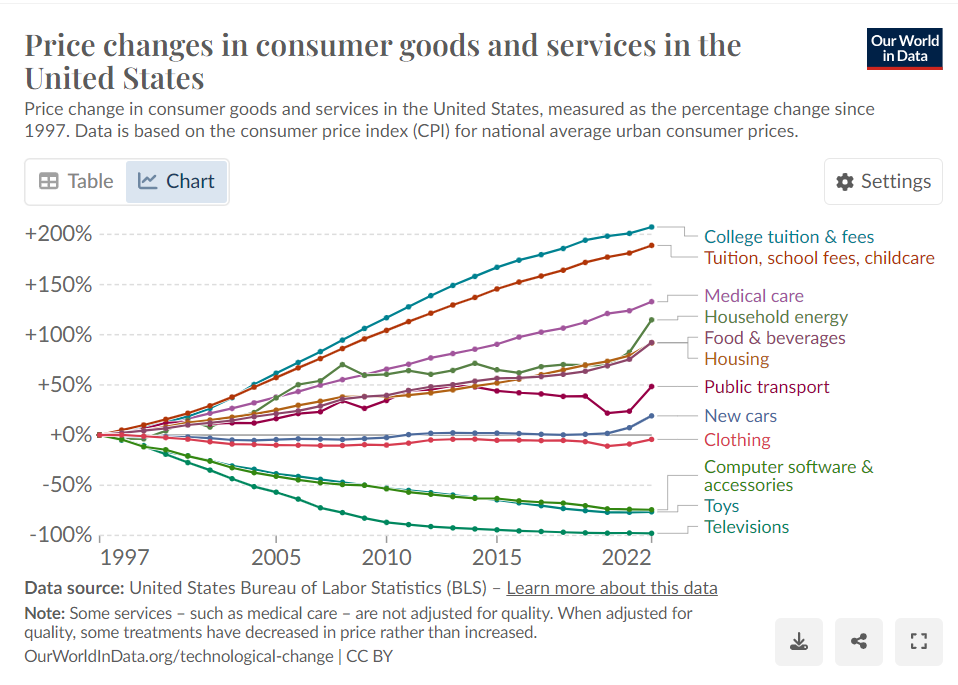 Price changes in consumer goods and services in the
United States
Our World
in Data
Price change in consumer goods and services in the United States, measured as the percentage change since
1997. Data is based on the consumer price index (CPI) for national average urban consumer prices.
Table
Chart
Settings
+200%
+150%
+100%
+50%
+0%
-50%
-100%
College tuition & fees
Tuition, school fees, childcare
Medical care
Household energy
Food & beverages
Housing
Public transport
New cars
Clothing
Computer software &
accessories
Toys
Televisions
1997 2005 2010 2015 2022
Data source: United States Bureau of Labor Statistics (BLS) – Learn more about this data
Note: Some services – such as medical care – are not adjusted for quality. When adjusted for
quality, some treatments have decreased in price rather than increased.
OurWorldInData.org/technological-change | CC BY